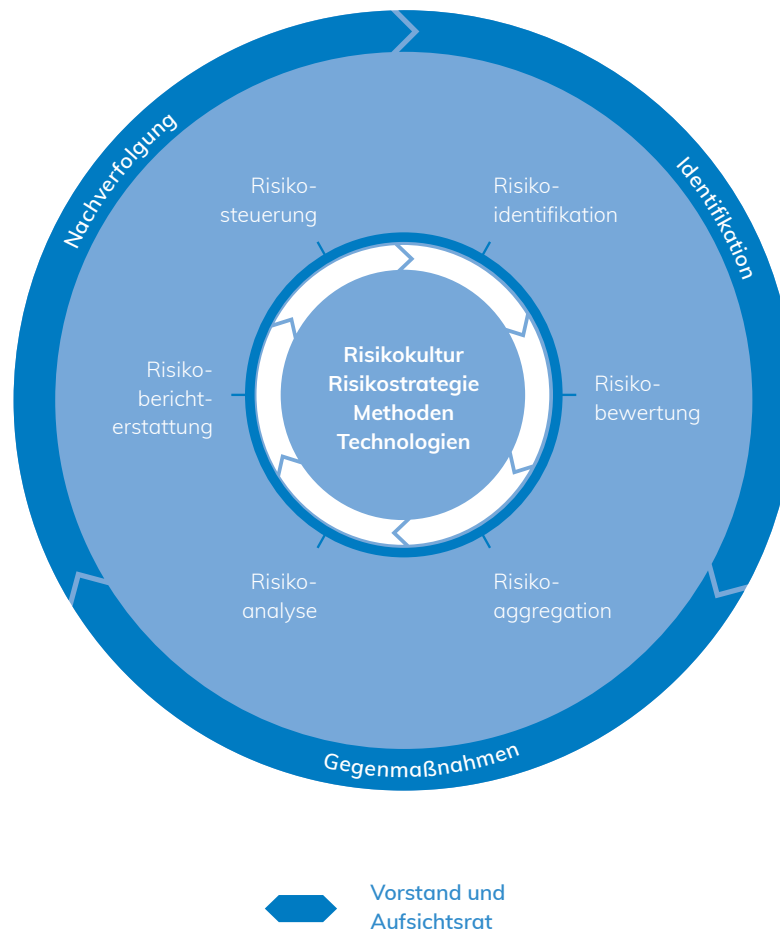 Nachverfolgung
Identifikation
Risiko-
steuerung
Risiko-
identifikation
Risiko-
bericht-
erstattung
Risikokultur
Risikostrategie
Methoden
Technologien
Risiko-
bewertung
Risiko-
analyse
Risiko-
aggregation
Gegenmaßnahmen
Vorstand und
Aufsichtsrat